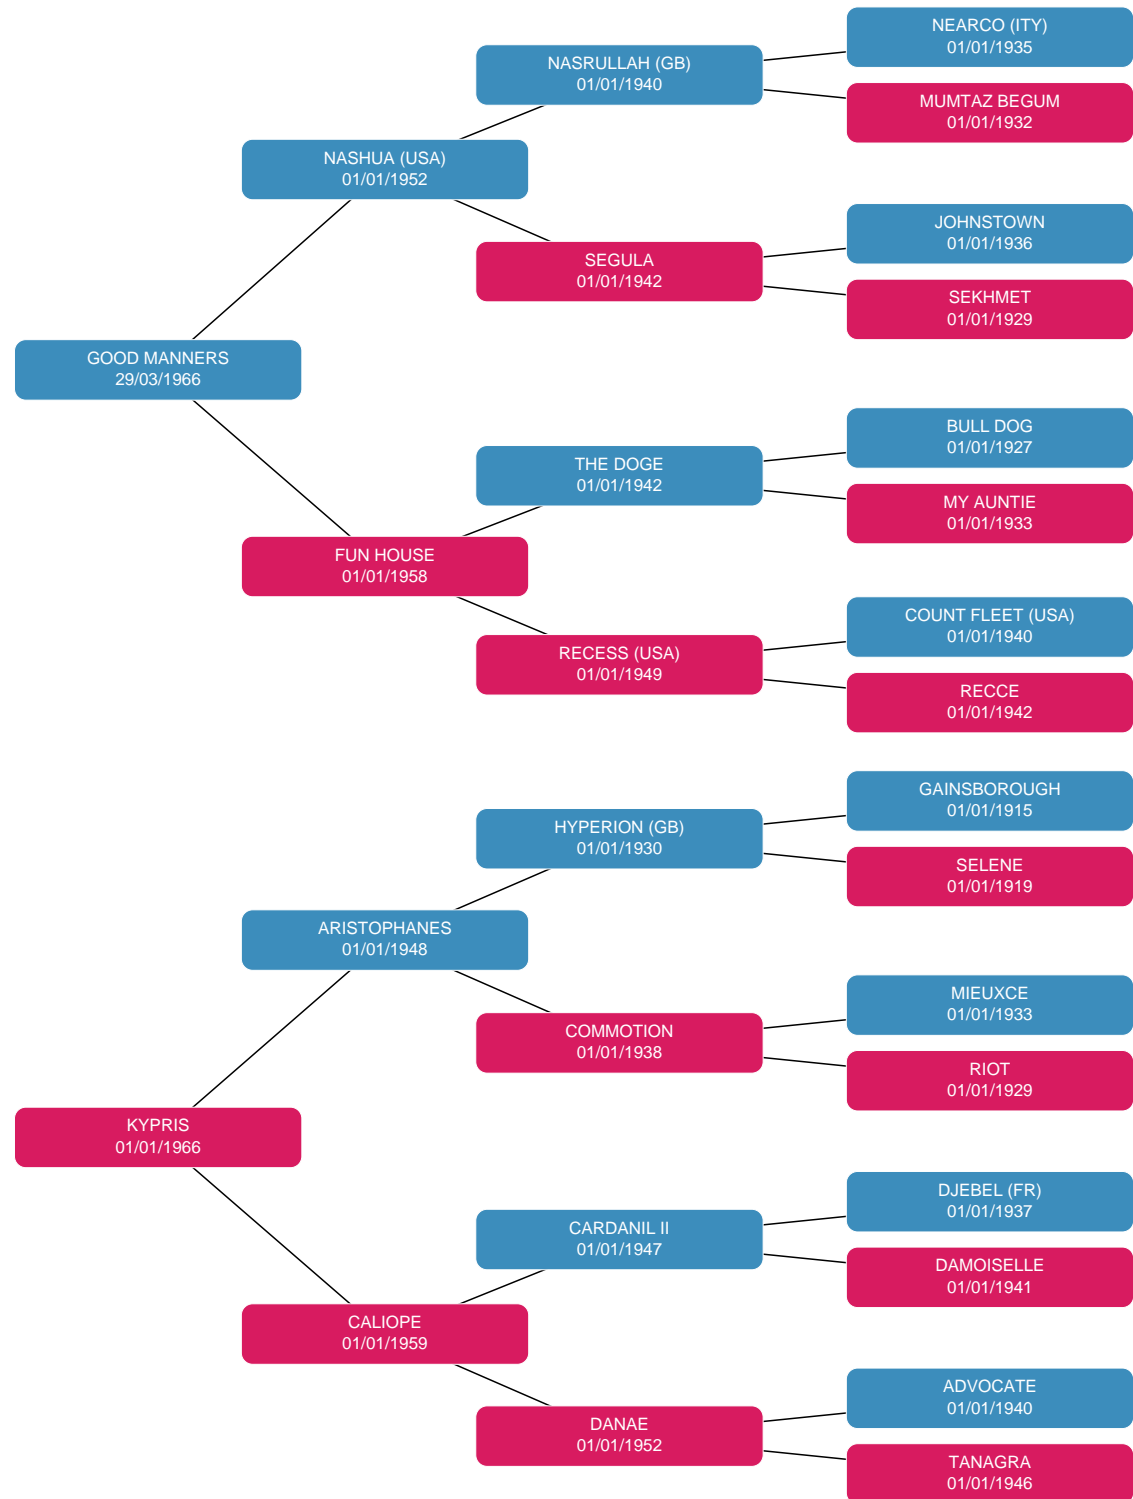 NEARCO (ITY)
01/01/1935
NASRULLAH (GB)
01/01/1940
MUMTAZ BEGUM
01/01/1932
NASHUA (USA)
01/01/1952
JOHNSTOWN
01/01/1936
SEGULA
01/01/1942
SEKHMET
01/01/1929
GOOD MANNERS
29/03/1966
BULL DOG
01/01/1927
THE DOGE
01/01/1942
MY AUNTIE
01/01/1933
FUN HOUSE
01/01/1958
COUNT FLEET (USA)
01/01/1940
RECESS (USA)
01/01/1949
RECCE
01/01/1942
GAINSBOROUGH
01/01/1915
HYPERION (GB)
01/01/1930
SELENE
01/01/1919
ARISTOPHANES
01/01/1948
MIEUXCE
01/01/1933
COMMOTION
01/01/1938
RIOT
01/01/1929
KYPRIS
01/01/1966
DJEBEL (FR)
01/01/1937
CARDANIL II
01/01/1947
DAMOISELLE
01/01/1941
CALIOPE
01/01/1959
ADVOCATE
01/01/1940
DANAE
01/01/1952
TANAGRA
01/01/1946